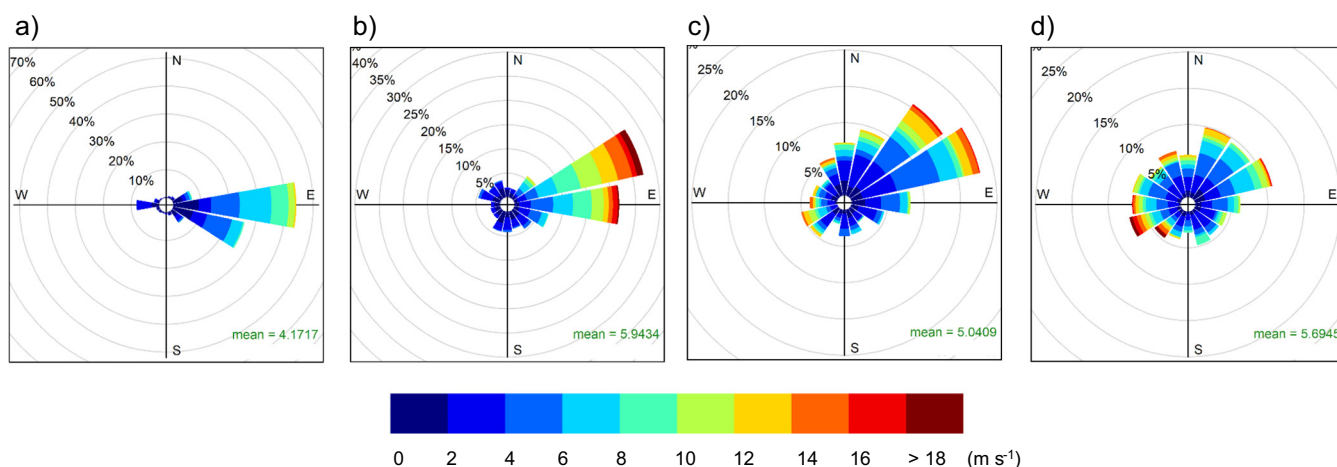 a)
70%
60%
50%
40%
30%
20%
10%
N
W
E
S
mean = 4.1717
b)
%
40%
35%
30%
25%
20%
15%
10%
5%
N
W
E
S
mean = 5.9434
c)
%
25%
20%
15%
10%
5%
N
W
E
S
mean = 5.0409
d)
%
25%
20%
15%
10%
5%
N
W
E
S
mean = 5.6945
0 2 4 6 8 10 12 14 16 > 18 (m s⁻¹)